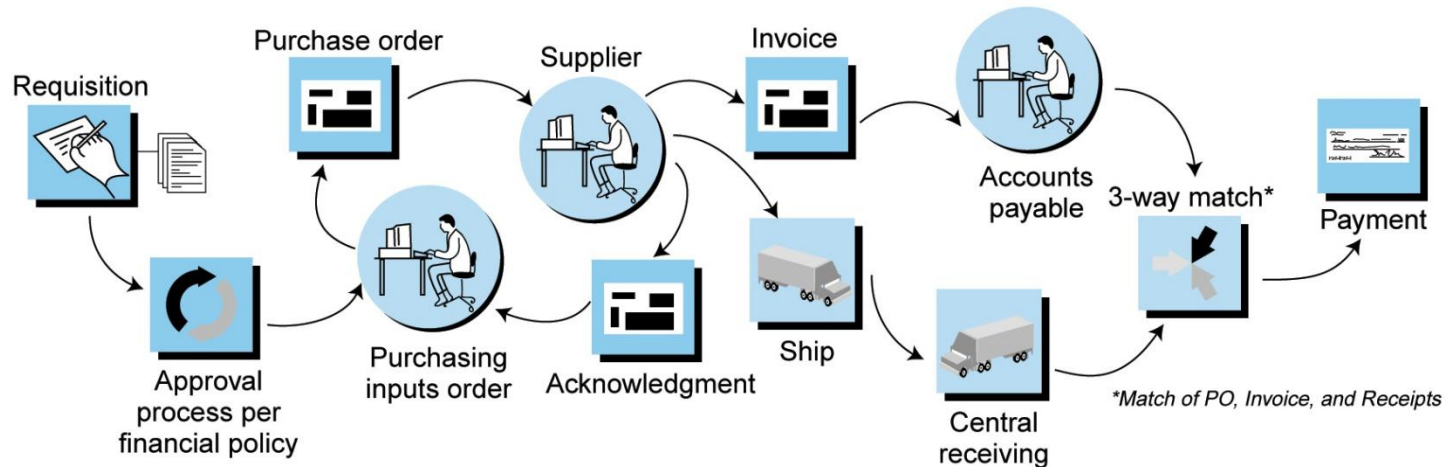 Requisition
Approval
process per
financial policy
Purchase order
Purchasing
inputs order
Supplier
Acknowledgment
Invoice
Ship
Accounts
payable
Central
receiving
3-way match*
Payment
*Match of PO, Invoice, and Receipts